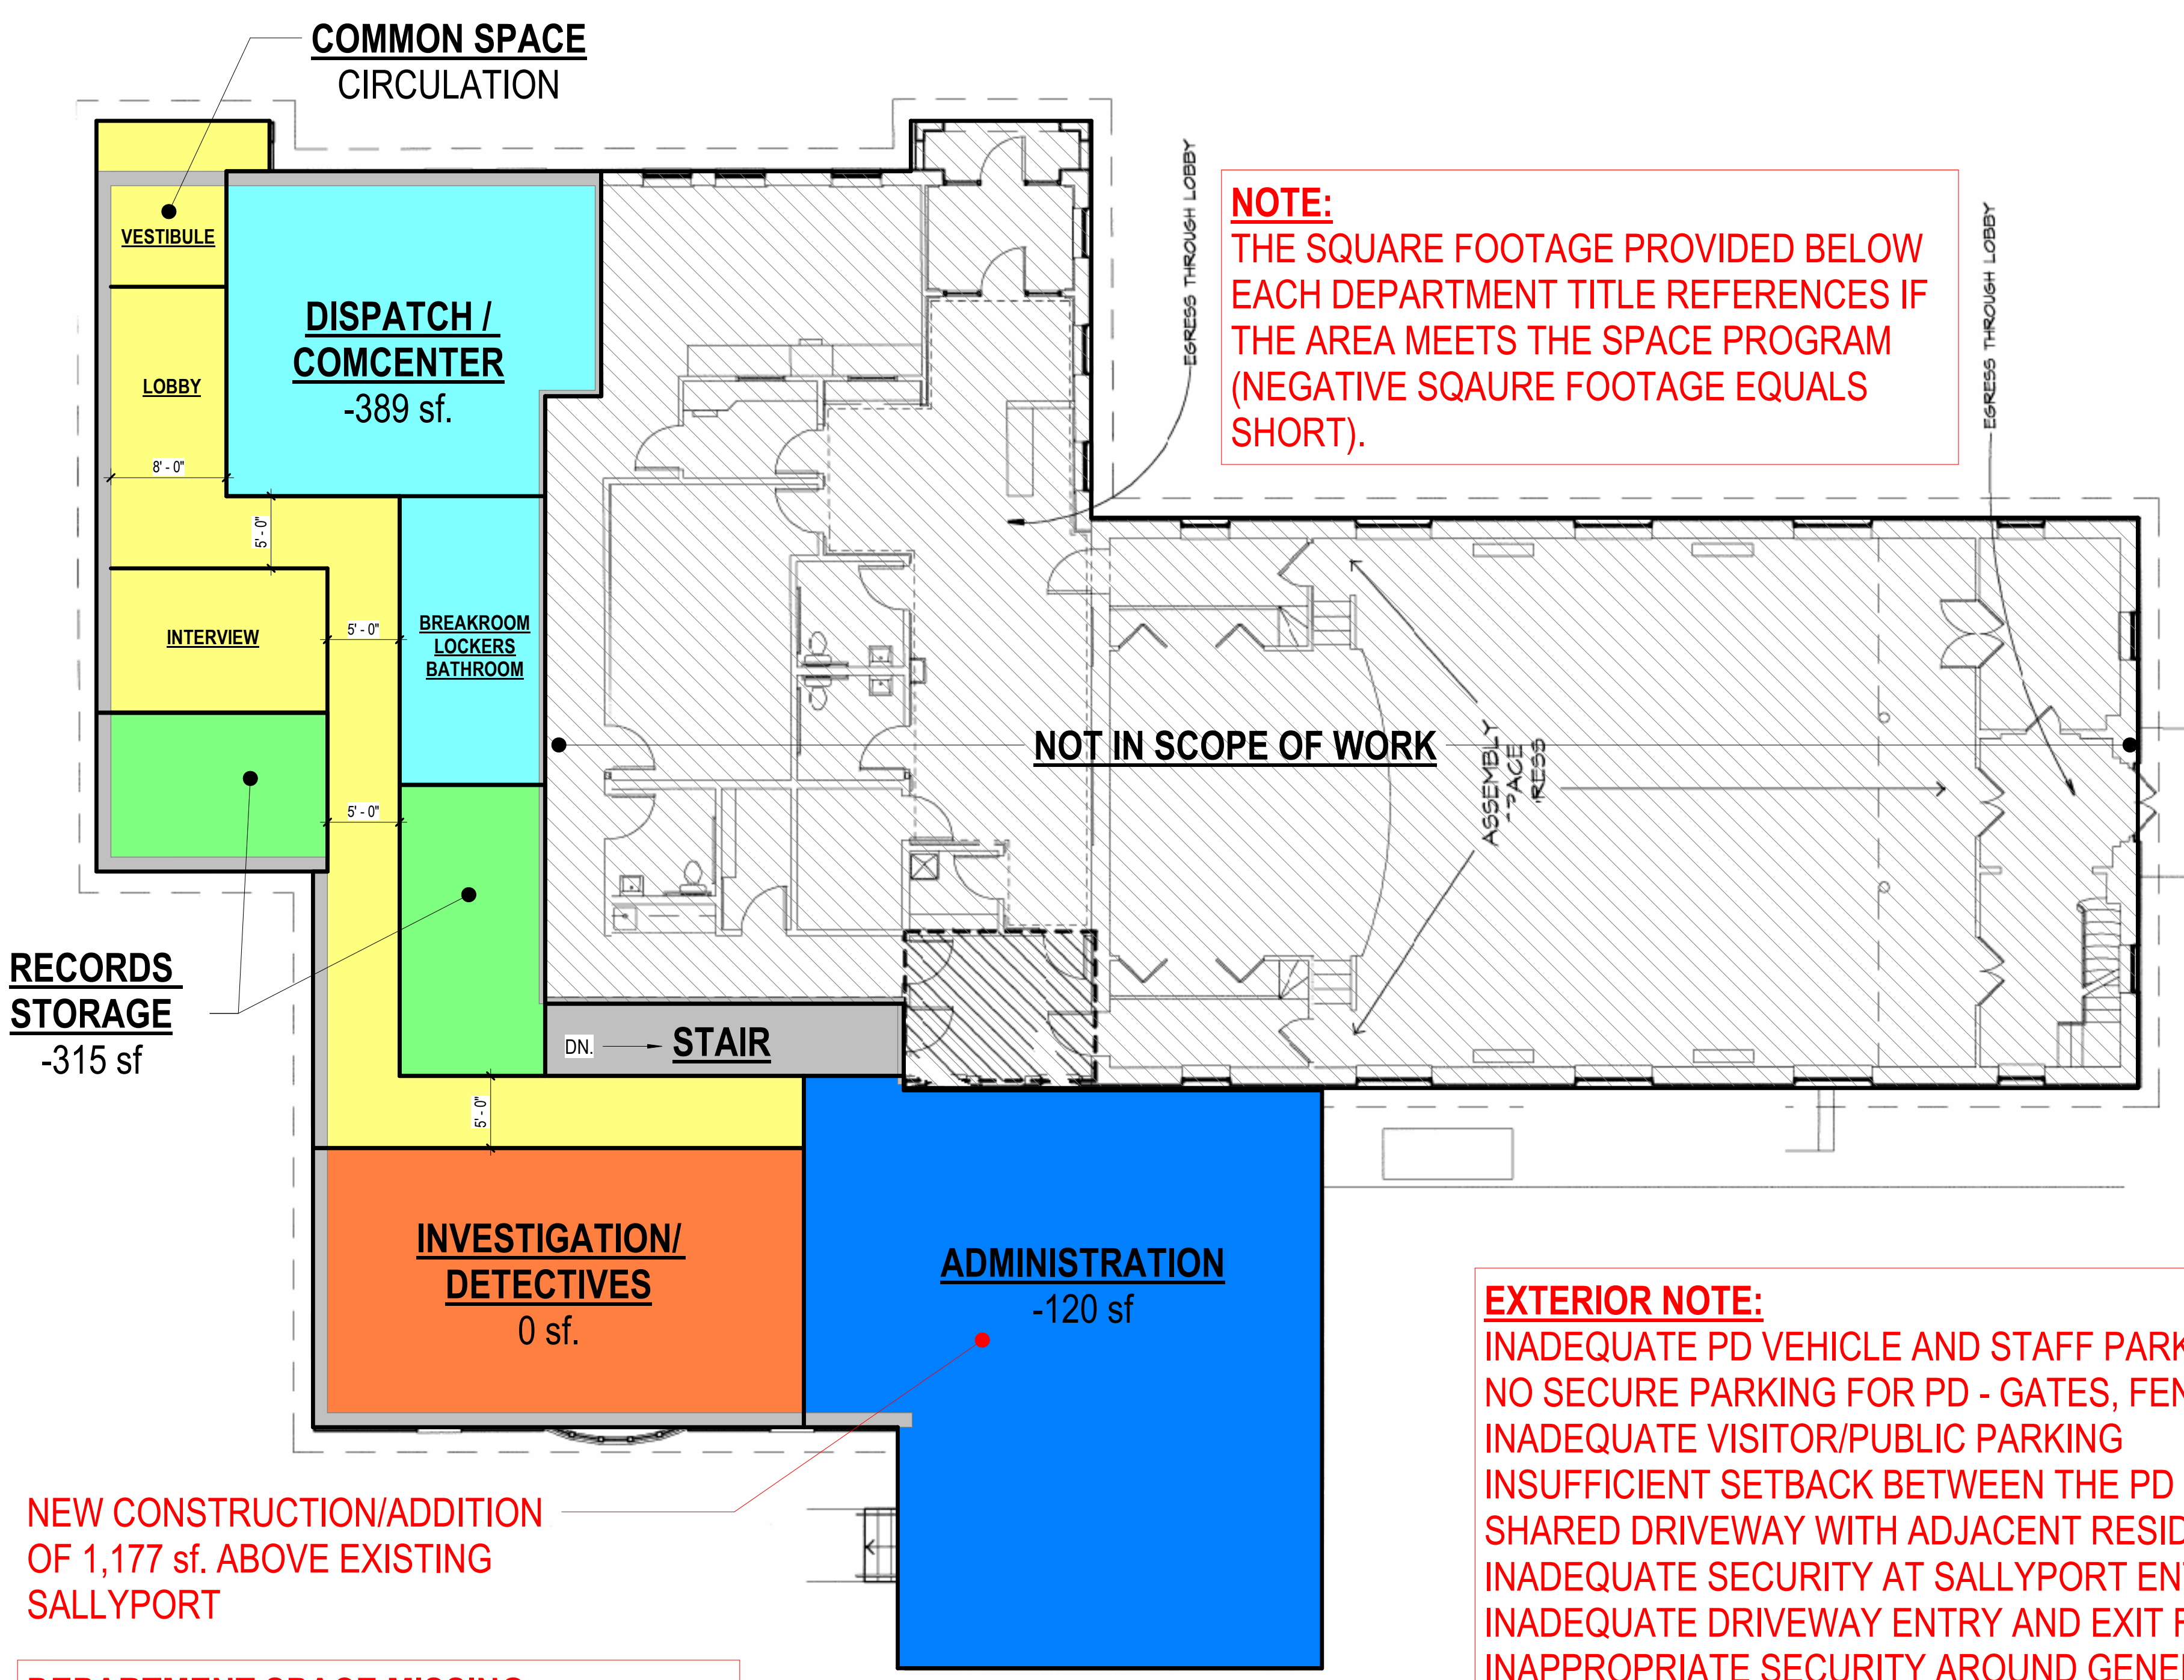 COMMON SPACE
CIRCULATION
VESTIBULE
DISPATCH /
COMCENTER
-389 sf.
LOBBY
8' - 0"
5' - 0"
INTERVIEW
5' - 0"
BREAKROOM
LOCKERS
BATHROOM
5' - 0"
RECORDS
STORAGE
-315 sf
DN.
STAIR
5' - 0"
INVESTIGATION/
DETECTIVES
0 sf.
ADMINISTRATION
-120 sf
EGRESS THROUGH LOBBY
NOTE:
THE SQUARE FOOTAGE PROVIDED BELOW
EACH DEPARTMENT TITLE REFERENCES IF
THE AREA MEETS THE SPACE PROGRAM
(NEGATIVE SQAURE FOOTAGE EQUALS
SHORT).
EGRESS THROUGH LOBBY
NOT IN SCOPE OF WORK
ASSEMBLY
NEW CONSTRUCTION/ADDITION
OF 1,177 sf. ABOVE EXISTING
SALLYPORT
EXTERIOR NOTE:
INADEQUATE PD VEHICLE AND STAFF
NO SECURE PARKING FOR PD - GATES,
INADEQUATE VISITOR/PUBLIC PARKING
INSUFFICIENT SETBACK BETWEEN THE PD
SHARED DRIVEWAY WITH ADJACENT
INADEQUATE SECURITY AT SALLYPORT
INADEQUATE DRIVEWAY ENTRY AND EXIT
INAPPROPRIATE SECURITY AROUND
DEPARTMENT SPACE MISSING